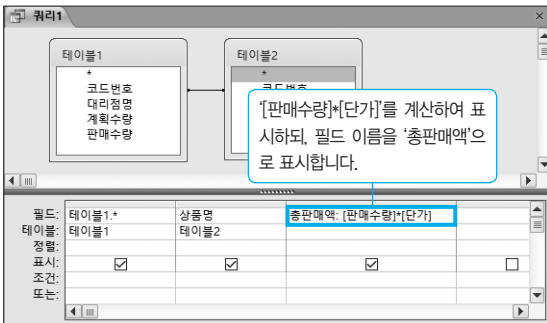 쿼리1
테이블1
*
코드번호
대리점명
계획수량
판매수량
테이블2
*
'[판매수량]*[단가]'를 계산하여 표
시하되, 필드 이름을 '총판매액'으
로 표시합니다.
필드: 테이블1.* 상품명 총판매액: [판매수량]*[단가]
테이블: 테이블1 테이블2
정렬:
표시:
조건:
또는: